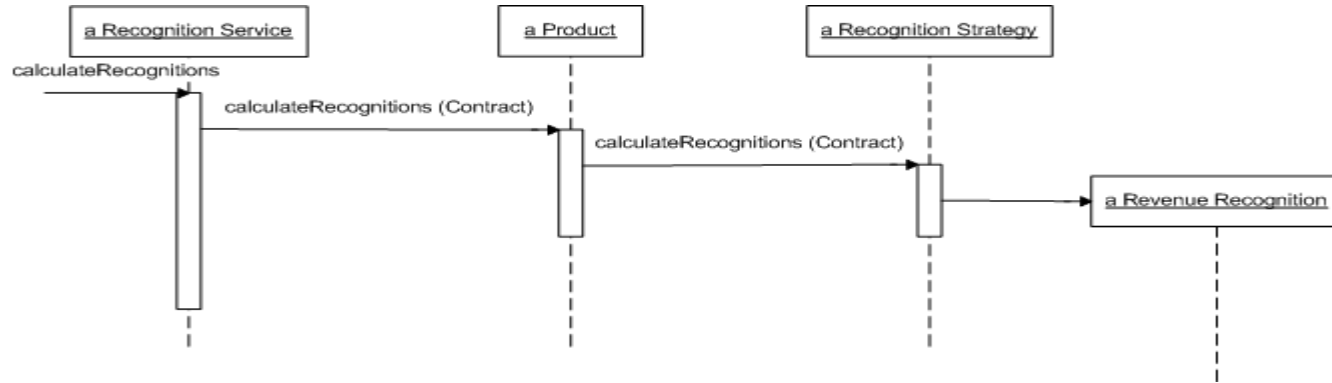 a Recognition Service
a Product
a Recognition Strategy
calculateRecognitions
calculateRecognitions (Contract)
calculateRecognitions (Contract)
a Revenue Recognition